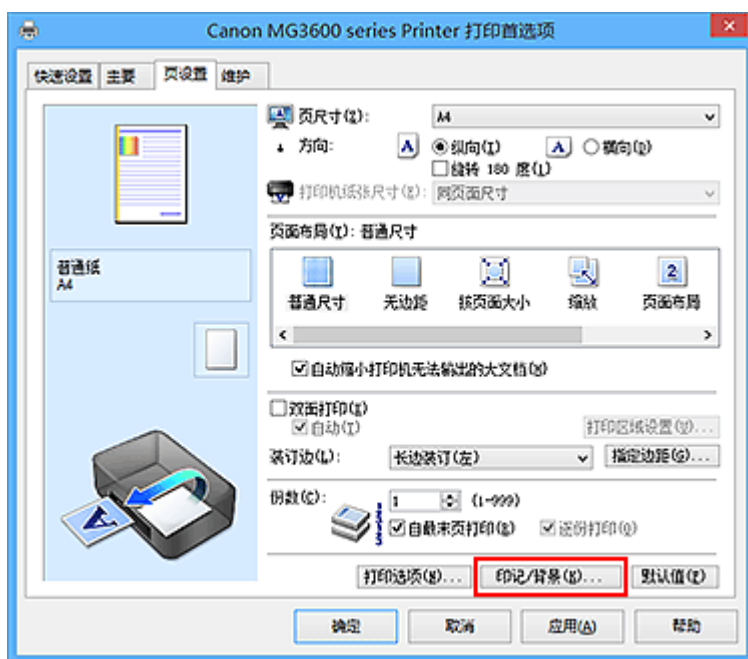 Canon MG3600 series Printer 打印首选项
快速设置 主要 页设置 维护
页尺寸(Z): A4
方向: A 纵向(I) A 横向(D)
旋转 180 度(L)
打印机纸张尺寸(E): 同页面尺寸
页面布局(Y): 普通尺寸
普通尺寸 无边距 按页面大小 缩放 2 页面布局
自动缩小打印机无法输出的大文档(N)
双面打印(X)
自动(T) 打印区域设置(U)...
装订边(L): 长边装订(左) 指定边距(G)...
份数(C): 1 (1-999)
自最末页打印(R) 逐份打印(O)
打印选项(W)... 印记/背景(K)... 默认值(F)
普通纸
A4
确定 取消 应用(A) 帮助